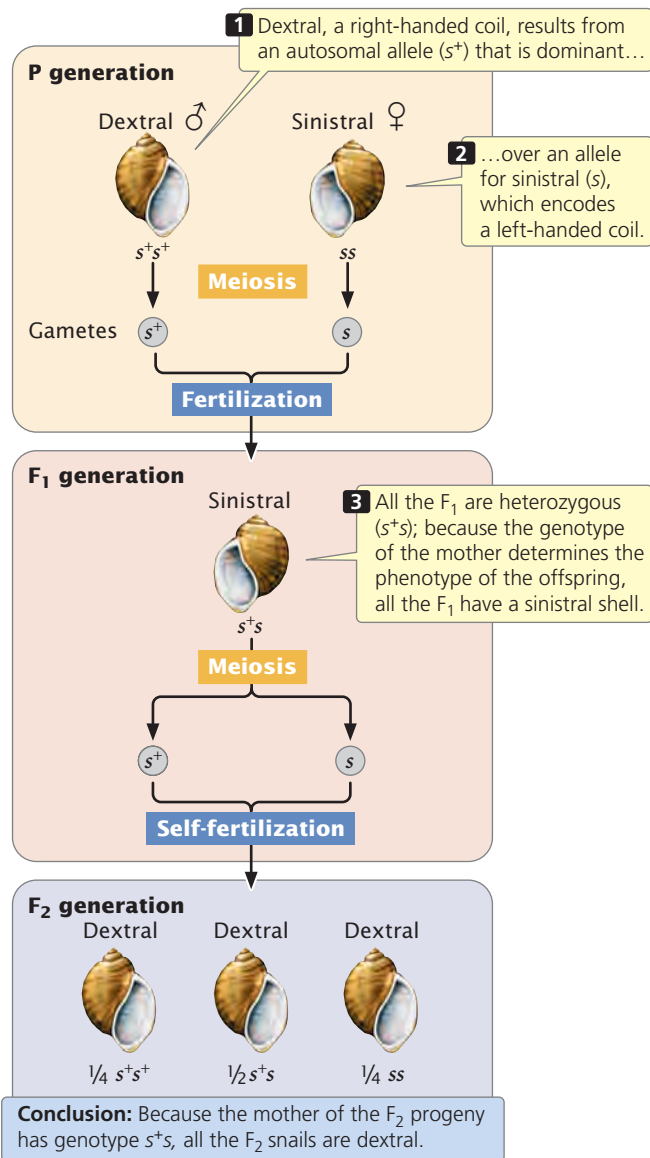 1 Dextral, a right-handed coil, results from
an autosomal allele (s⁺) that is dominant…
P generation
Dextral ♂
Sinistral ♀
2 …over an allele
for sinistral (s),
which encodes
a left-handed coil.
s⁺s⁺
ss
Meiosis
Gametes
s⁺
s
Fertilization
F₁ generation
Sinistral
3 All the F₁ are heterozygous
(s⁺s); because the genotype
of the mother determines the
phenotype of the offspring,
all the F₁ have a sinistral shell.
s⁺s
Meiosis
s⁺
s
Self-fertilization
F₂ generation
Dextral
Dextral
Dextral
¼ s⁺s⁺
½ s⁺s
¼ ss
Conclusion: Because the mother of the F₂ progeny
has genotype s⁺s, all the F₂ snails are dextral.